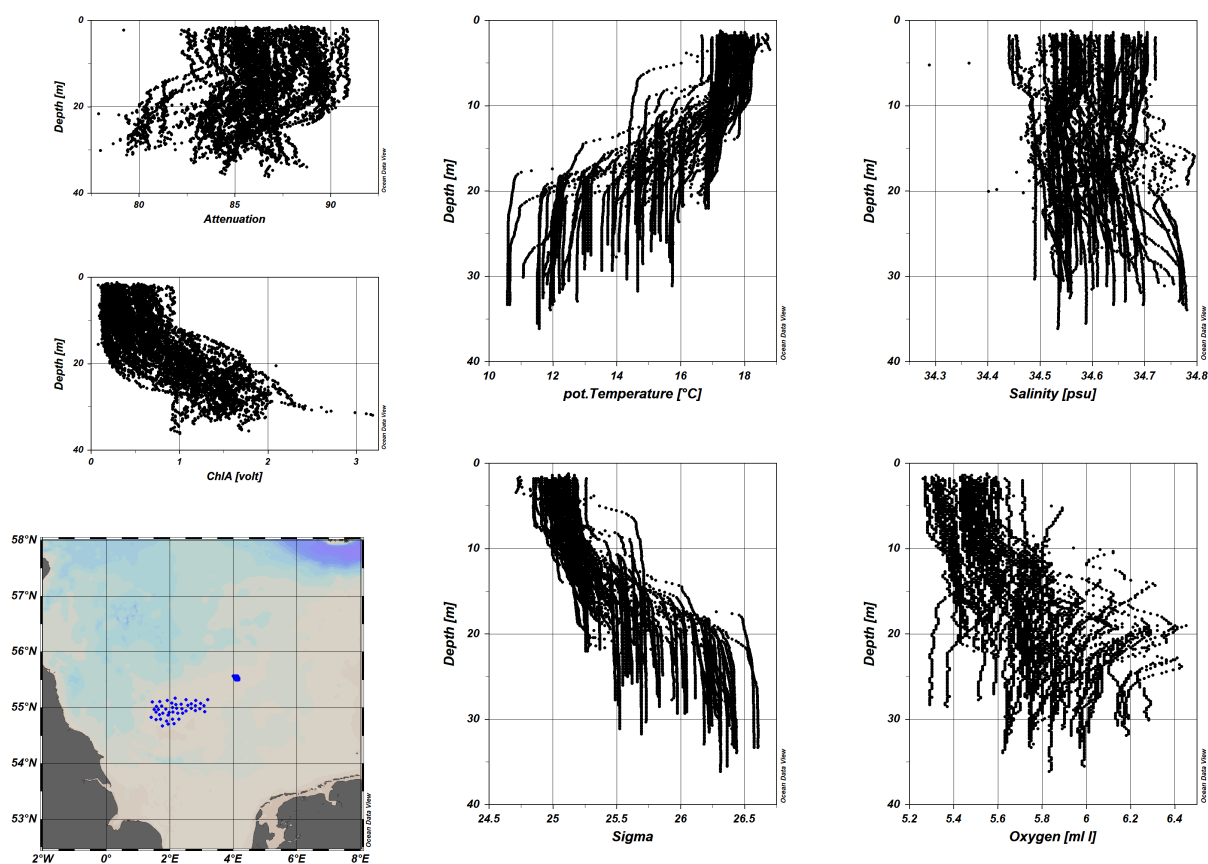 0
20
40
Depth [m]
80
85
90
Attenuation
Ocean Data View
0
20
40
Depth [m]
0
1
2
3
ChlA [volt]
Ocean Data View
58°N
57°N
56°N
55°N
54°N
53°N
2°W
0°
2°E
4°E
6°E
8°E
Ocean Data View
0
10
20
30
40
Depth [m]
10
12
14
16
18
pot.Temperature [°C]
Ocean Data View
0
10
20
30
40
Depth [m]
34.3
34.4
34.5
34.6
34.7
34.8
Salinity [psu]
Ocean Data View
0
10
20
30
40
Depth [m]
24.5
25
25.5
26
26.5
Sigma
Ocean Data View
0
10
20
30
40
Depth [m]
5.2
5.4
5.6
5.8
6
6.2
6.4
Oxygen [ml l]
Ocean Data View